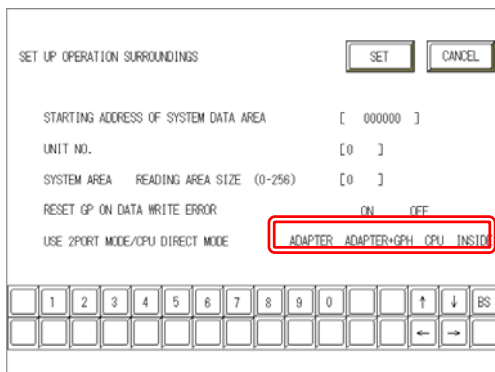 SET UP OPERATION SURROUNDINGS SET CANCEL
STARTING ADDRESS OF SYSTEM DATA AREA [ 000000 ]
UNIT NO. [0 ]
SYSTEM AREA READING AREA SIZE (0-256) [0 ]
RESET GP ON DATA WRITE ERROR ON OFF
USE 2PORT MODE/CPU DIRECT MODE ADAPTER ADAPTER+GPH CPU INSIDE
1 2 3 4 5 6 7 8 9 0 ↑ ↓ BS
← →